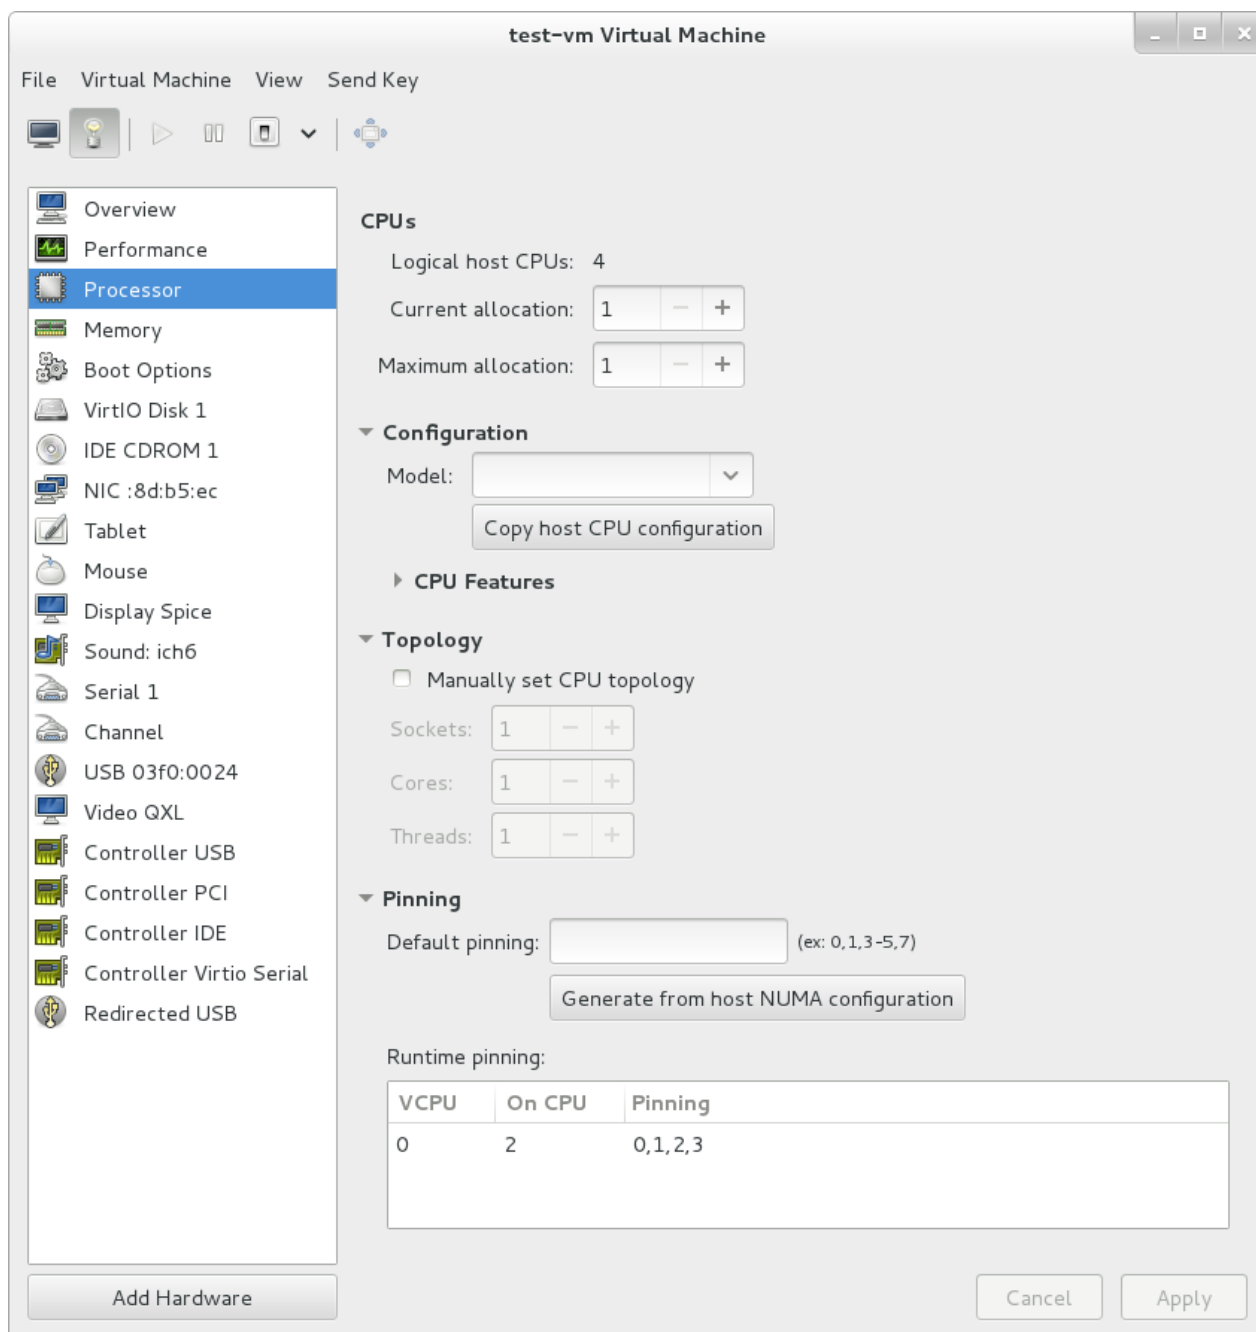 test-vm Virtual Machine
File Virtual Machine View Send Key
Overview
Performance
Processor
Memory
Boot Options
VirtIO Disk 1
IDE CDROM 1
NIC :8d:b5:ec
Tablet
Mouse
Display Spice
Sound: ich6
Serial 1
Channel
USB 03f0:0024
Video QXL
Controller USB
Controller PCI
Controller IDE
Controller Virtio Serial
Redirected USB
Add Hardware
CPUs
Logical host CPUs: 4
Current allocation: 1
Maximum allocation: 1
Configuration
Model:
Copy host CPU configuration
CPU Features
Topology
Manually set CPU topology
Sockets: 1
Cores: 1
Threads: 1
Pinning
Default pinning: (ex: 0,1,3-5,7)
Generate from host NUMA configuration
Runtime pinning:
VCPU On CPU Pinning
0 2 0,1,2,3
Cancel Apply